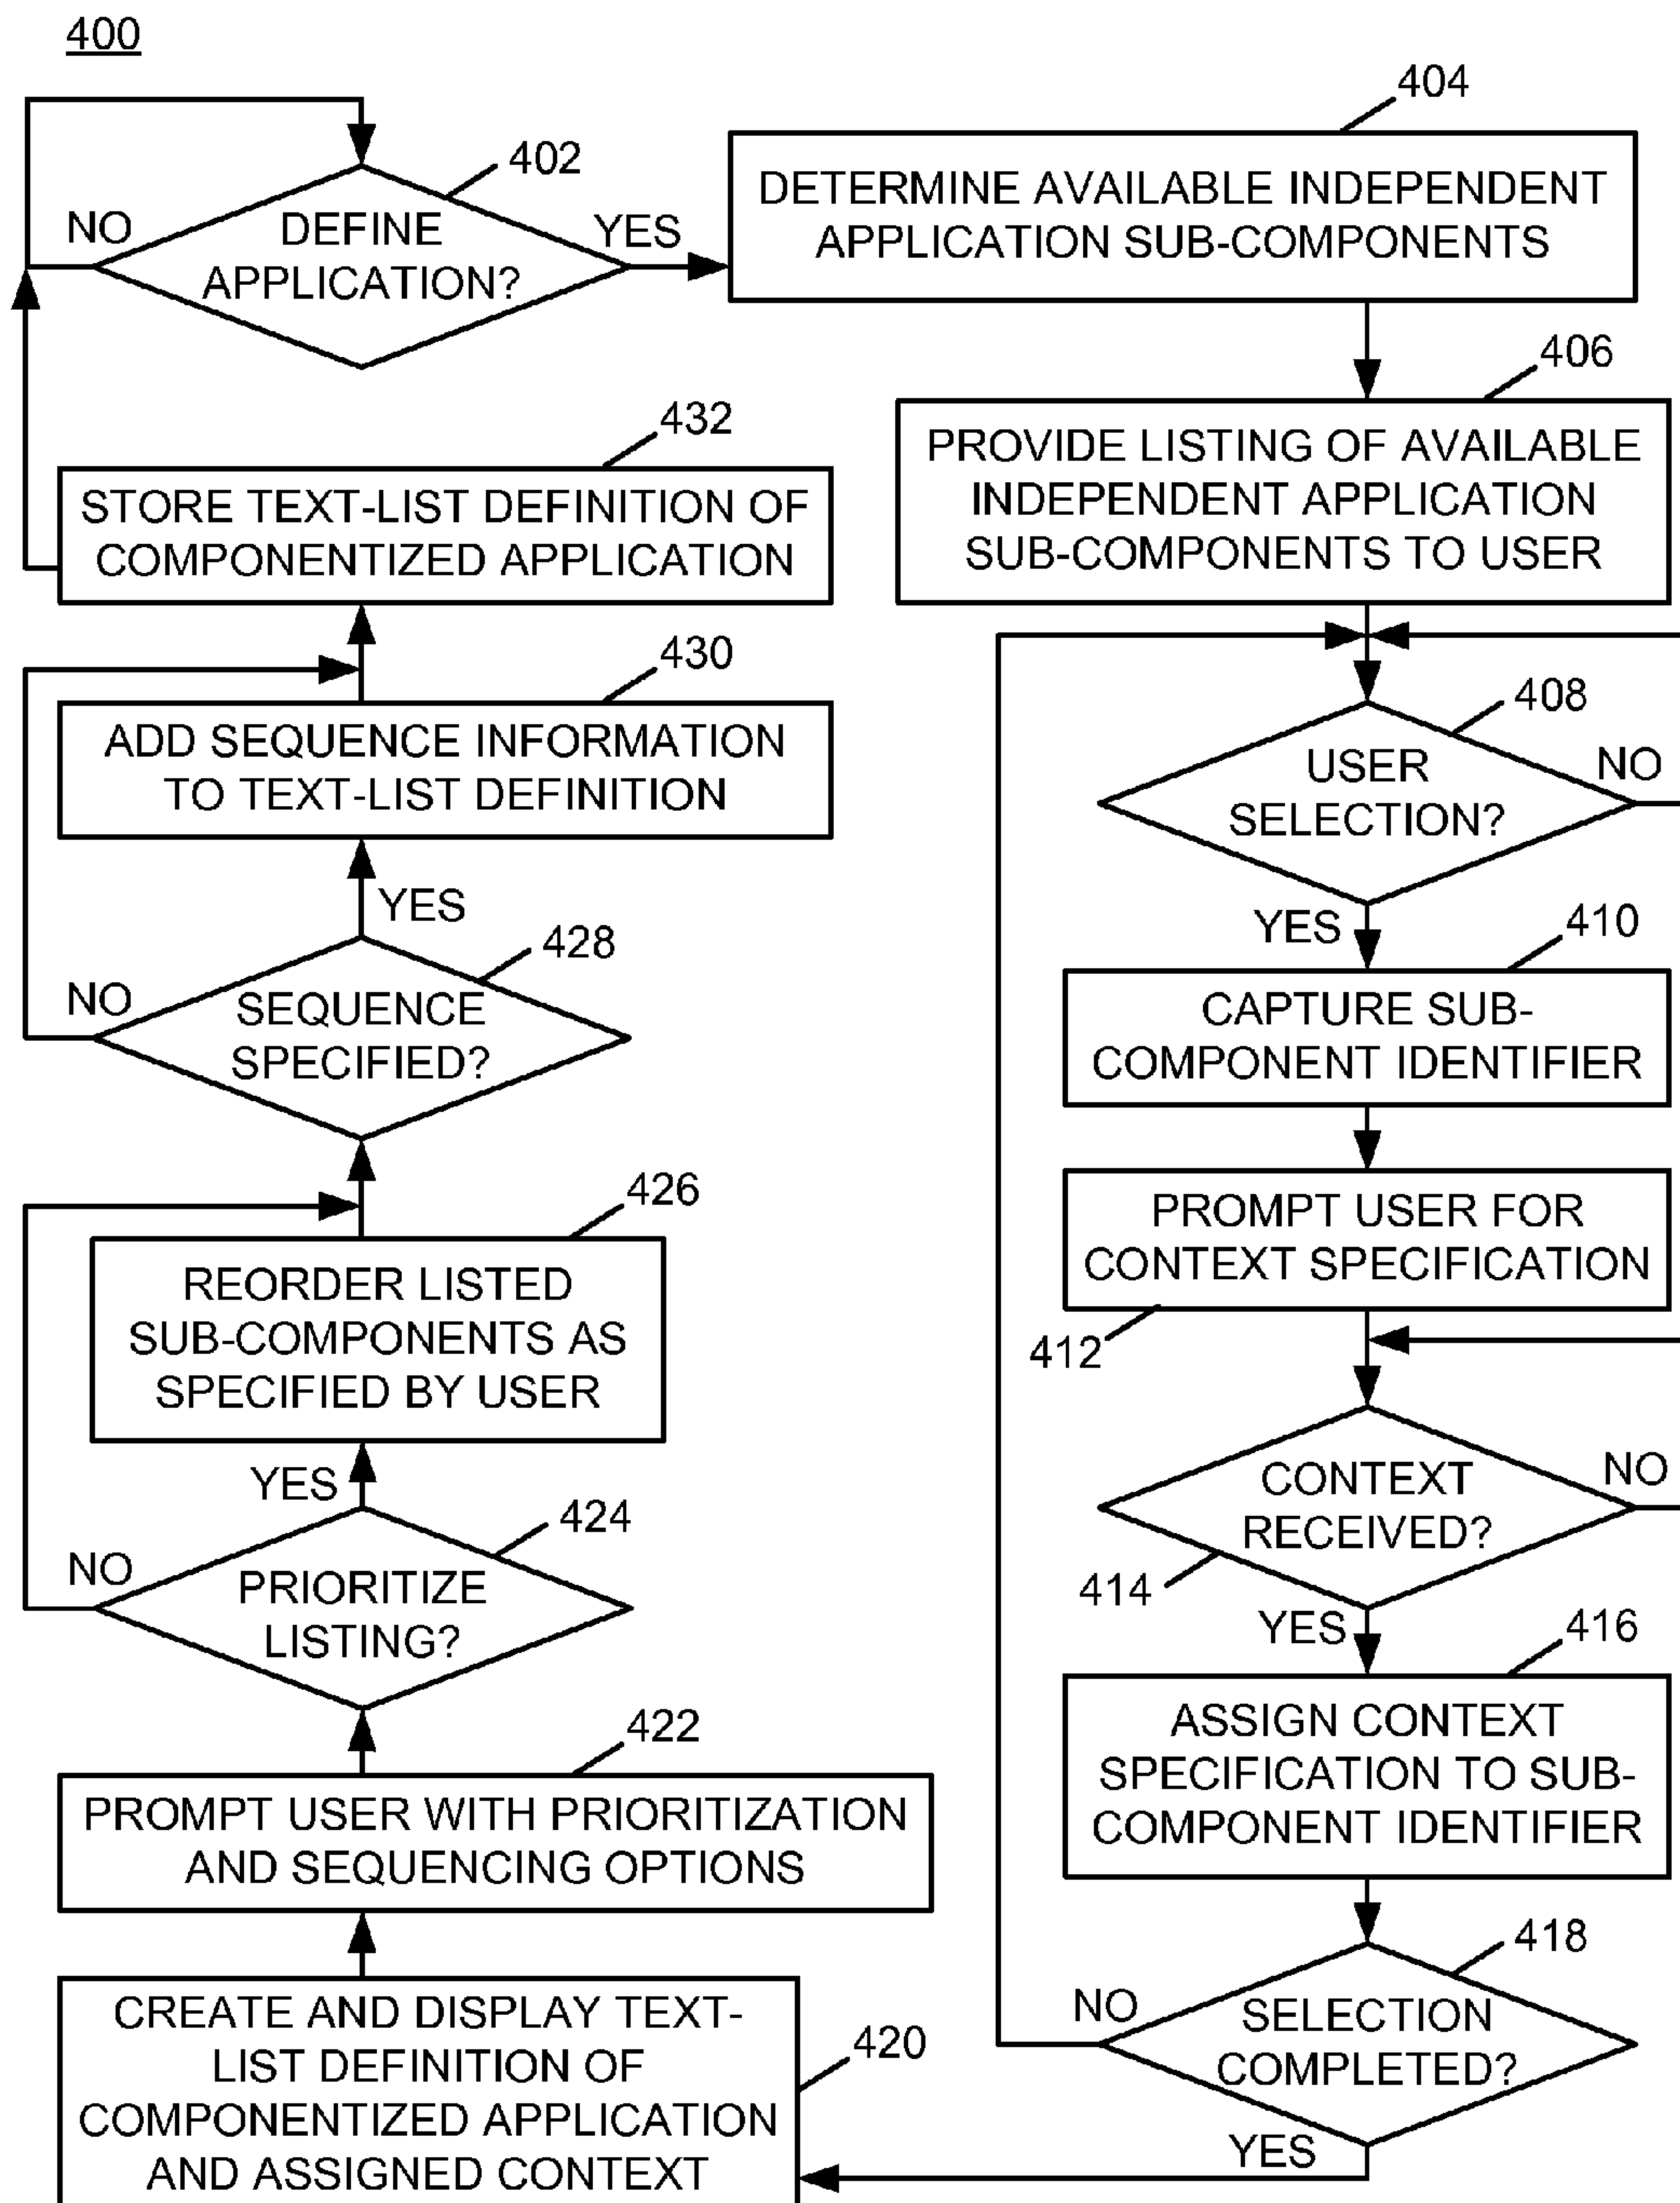 400
404
402
DEFINE
APPLICATION?
NO
YES
DETERMINE AVAILABLE INDEPENDENT
APPLICATION SUB-COMPONENTS
406
PROVIDE LISTING OF AVAILABLE
INDEPENDENT APPLICATION
SUB-COMPONENTS TO USER
408
USER
SELECTION?
NO
YES
410
CAPTURE SUB-
COMPONENT IDENTIFIER
PROMPT USER FOR
CONTEXT SPECIFICATION
412
CONTEXT
RECEIVED?
NO
414
YES
416
ASSIGN CONTEXT
SPECIFICATION TO SUB-
COMPONENT IDENTIFIER
418
NO
SELECTION
COMPLETED?
YES
CREATE AND DISPLAY TEXT-
LIST DEFINITION OF
COMPONENTIZED APPLICATION
AND ASSIGNED CONTEXT
420
422
PROMPT USER WITH PRIORITIZATION
AND SEQUENCING OPTIONS
424
NO
PRIORITIZE
LISTING?
YES
426
REORDER LISTED
SUB-COMPONENTS AS
SPECIFIED BY USER
428
NO
SEQUENCE
SPECIFIED?
YES
430
ADD SEQUENCE INFORMATION
TO TEXT-LIST DEFINITION
432
STORE TEXT-LIST DEFINITION OF
COMPONENTIZED APPLICATION